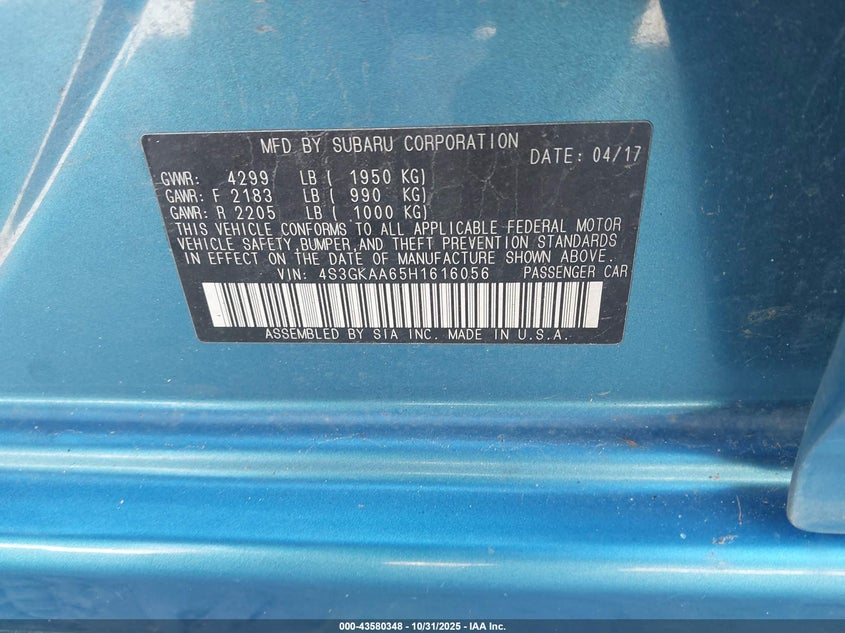 MFD BY SUBARU CORPORATION
DATE: 04/17
GVWR: 4299 LB ( 1950 KG)
GAWR: F 2183 LB ( 990 KG)
GAWR: R 2205 LB ( 1000 KG)
THIS VEHICLE CONFORMS TO ALL APPLICABLE FEDERAL MOTOR
VEHICLE SAFETY,BUMPER,AND THEFT PREVENTION STANDARDS
IN EFFECT ON THE DATE OF MANUFACTURE SHOWN ABOVE.
VIN: 4S3GKAA65H1616056 PASSENGER CAR
ASSEMBLED BY SIA INC. MADE IN U.S.A.
000-43580348 - 10/31/2025 - IAA Inc.